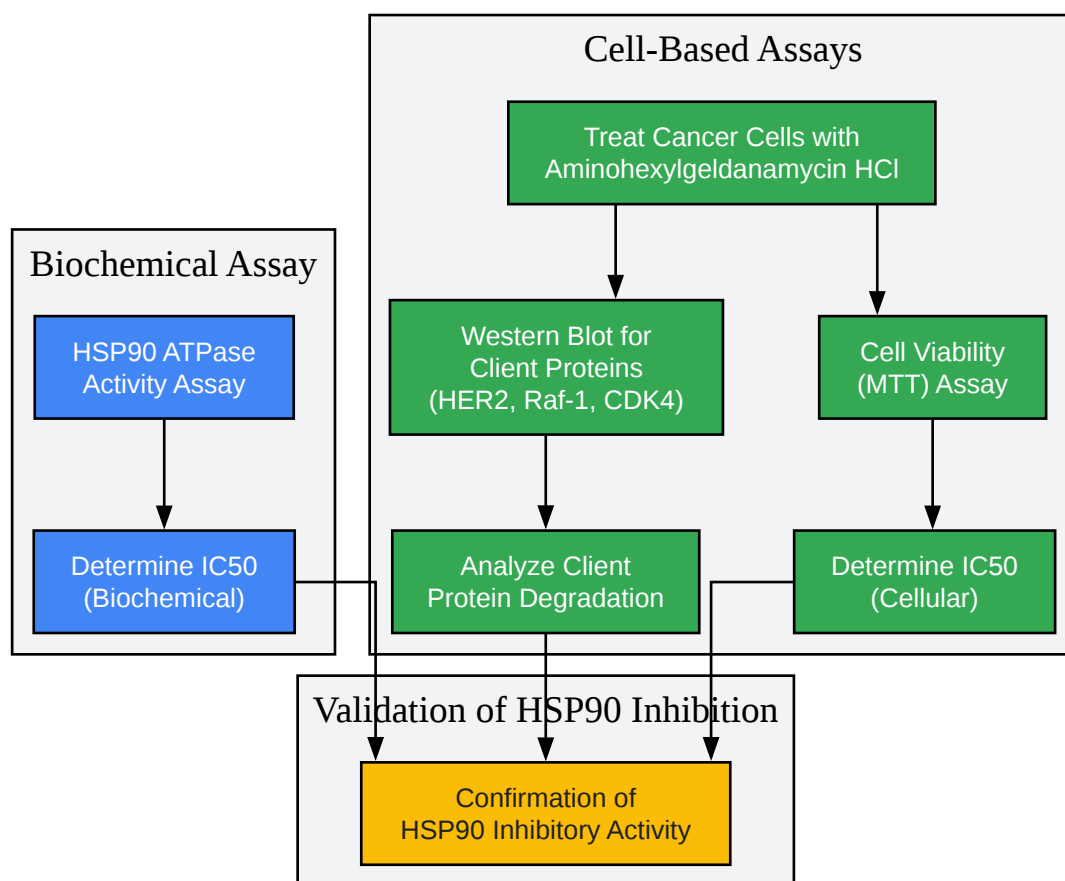 Cell-Based Assays
Treat Cancer Cells with
Aminohexylgeldanamycin HCl
Biochemical Assay
HSP90 ATPase
Activity Assay
Western Blot for
Client Proteins
(HER2, Raf-1, CDK4)
Cell Viability
(MTT) Assay
Determine IC50
(Biochemical)
Analyze Client
Protein Degradation
Determine IC50
(Cellular)
Validation of HSP90 Inhibition
Confirmation of
HSP90 Inhibitory Activity